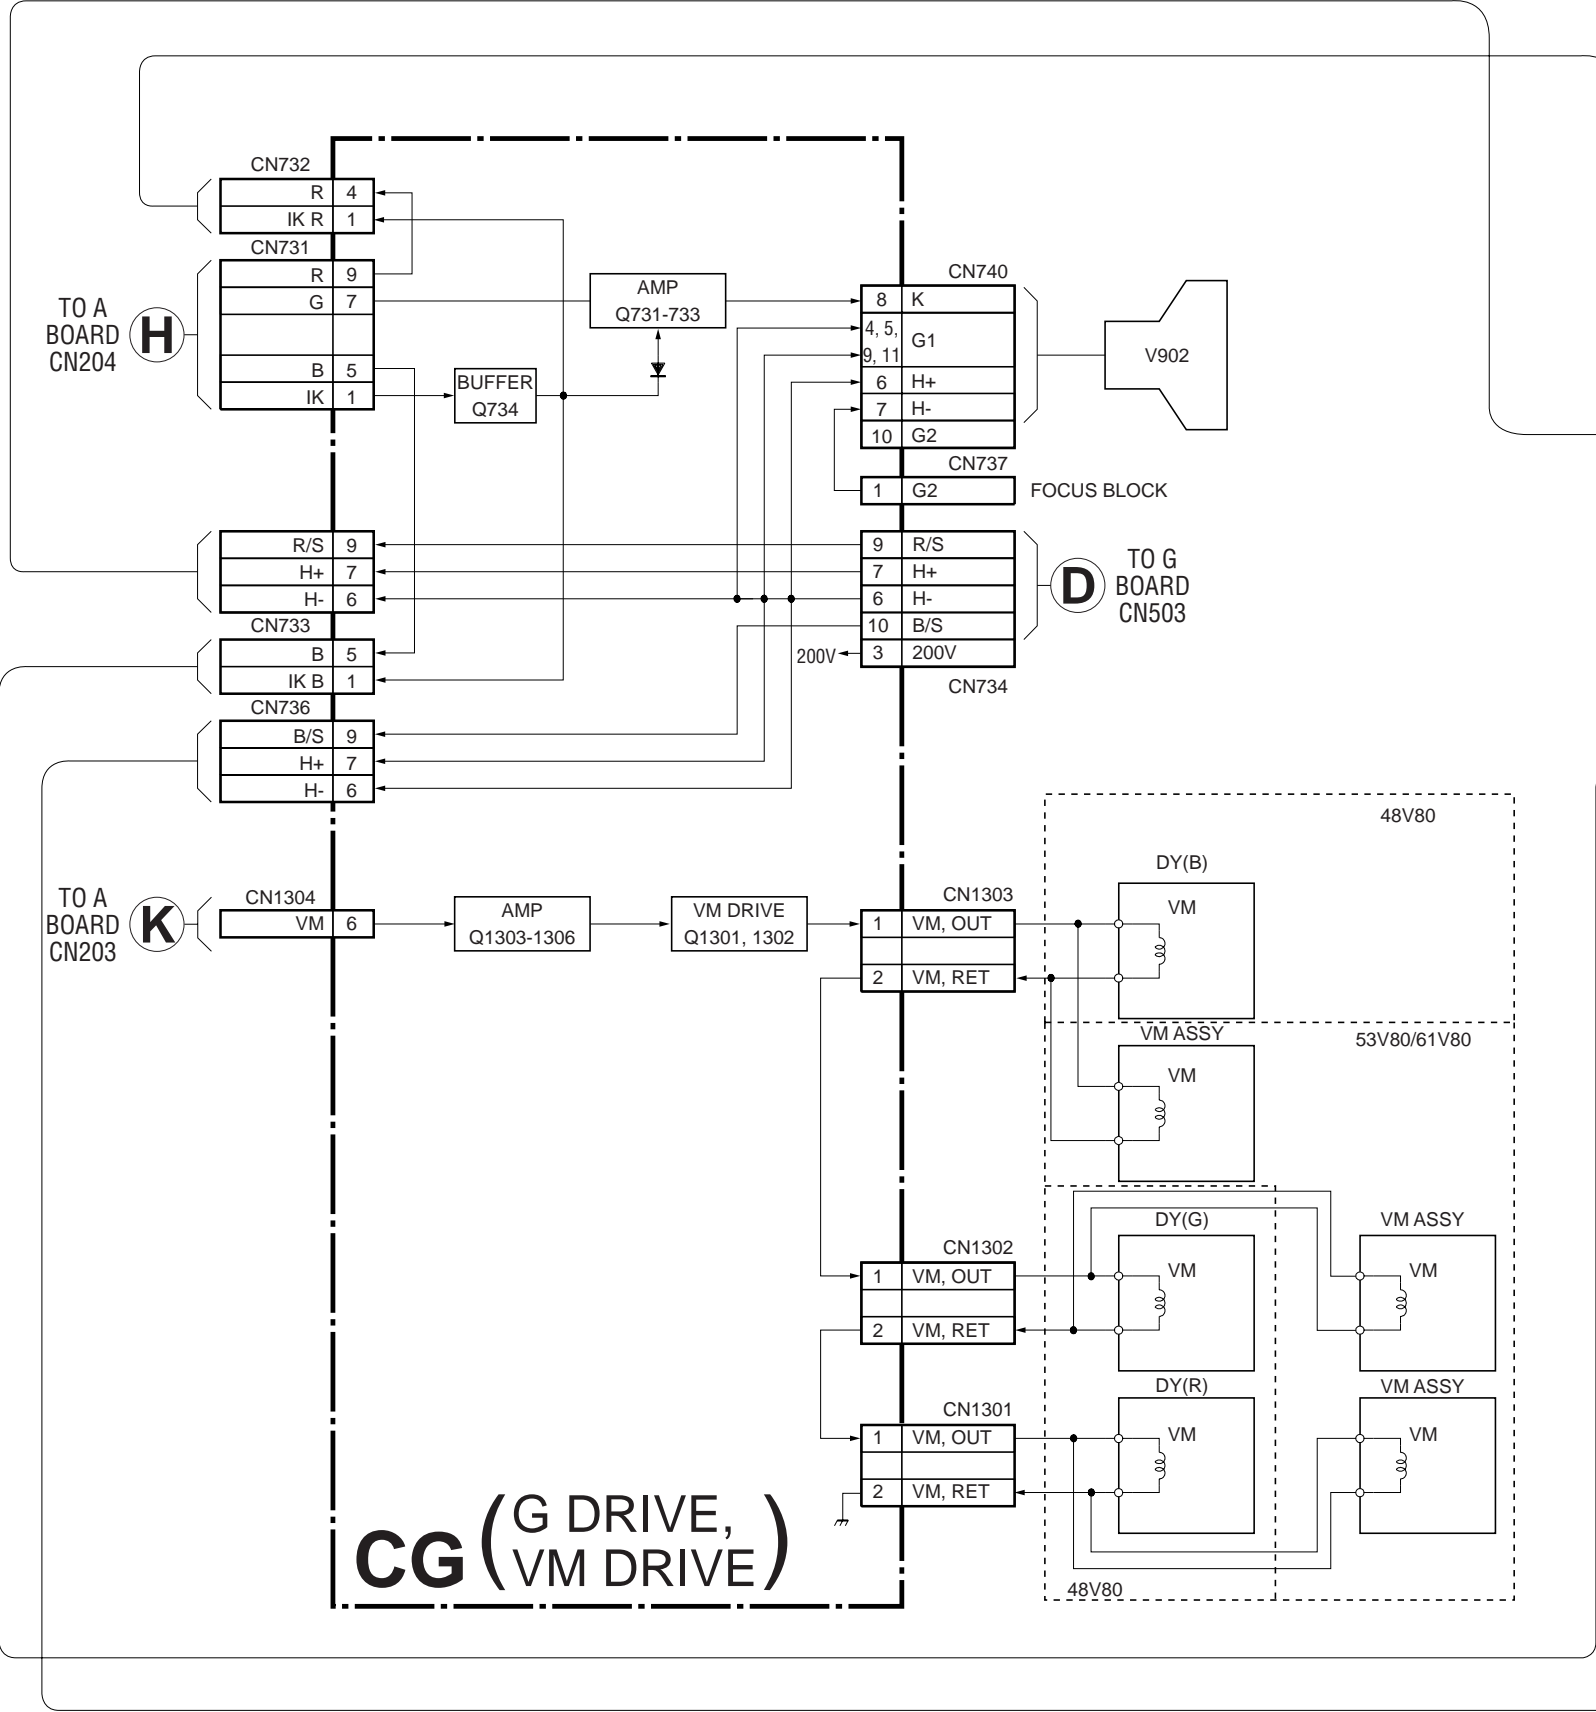 CN732
R 4
IK R 1
CN731
R 9
G 7
B 5
IK 1
TO A
BOARD
CN204
H
AMP
Q731-733
BUFFER
Q734
CN740
8 K
4, 5,
9, 11
G1
6 H+
7 H-
10 G2
V902
CN737
1 G2
FOCUS BLOCK
R/S 9
H+ 7
H- 6
9 R/S
7 H+
6 H-
10 B/S
3 200V
200V
CN734
D
TO G
BOARD
CN503
CN733
B 5
IK B 1
CN736
B/S 9
H+ 7
H- 6
TO A
BOARD
CN203
K
CN1304
VM 6
AMP
Q1303-1306
VM DRIVE
Q1301, 1302
CN1303
1 VM, OUT
2 VM, RET
48V80
DY(B)
VM
53V80/61V80
VM ASSY
VM
CN1302
1 VM, OUT
2 VM, RET
DY(G)
VM
VM ASSY
VM
CN1301
1 VM, OUT
2 VM, RET
DY(R)
VM
VM ASSY
VM
48V80
CG (G DRIVE,
VM DRIVE)